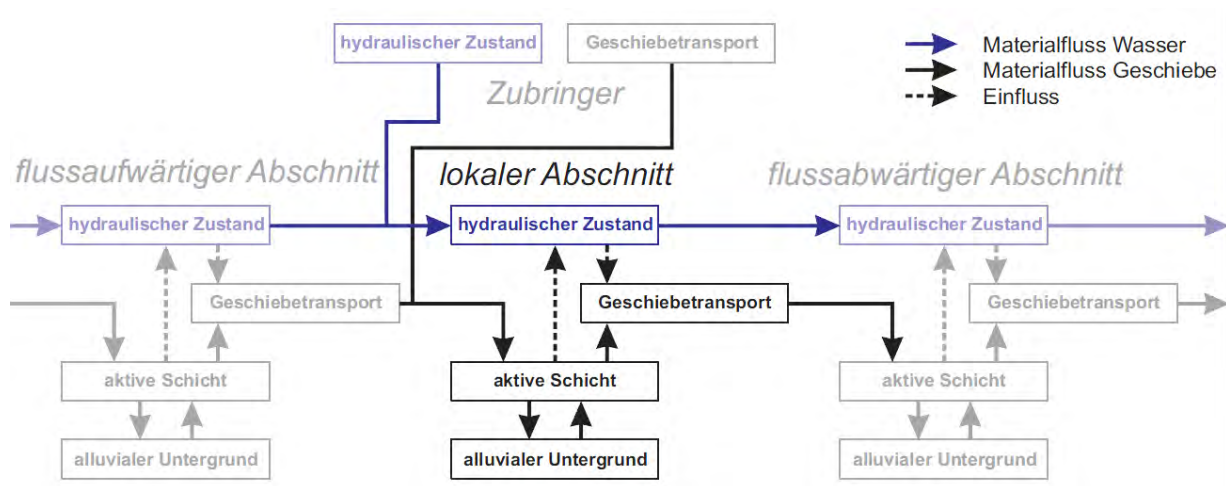 hydraulischer Zustand
Geschiebetransport
Materialfluss Wasser
Materialfluss Geschiebe
Einfluss
Zubringer
flussaufwärtiger Abschnitt
lokaler Abschnitt
flussabwärtiger Abschnitt
hydraulischer Zustand
hydraulischer Zustand
hydraulischer Zustand
Geschiebetransport
Geschiebetransport
Geschiebetransport
aktive Schicht
aktive Schicht
aktive Schicht
alluvialer Untergrund
alluvialer Untergrund
alluvialer Untergrund